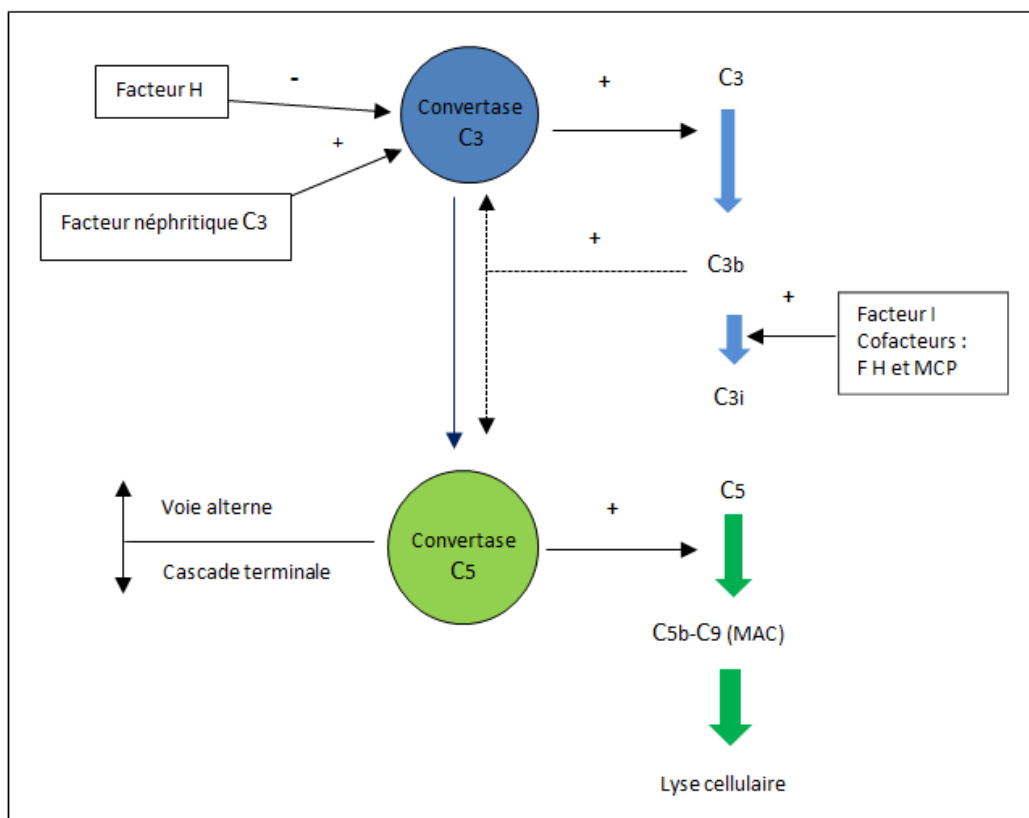 Facteur H
-
+
Facteur néphritique C3
Convertase
C3
+
C3
+
C3b
+
Facteur I
Cofacteurs :
F H et MCP
C3i
Voie alterne
Cascade terminale
Convertase
C5
+
C5
C5b-C9 (MAC)
Lyse cellulaire